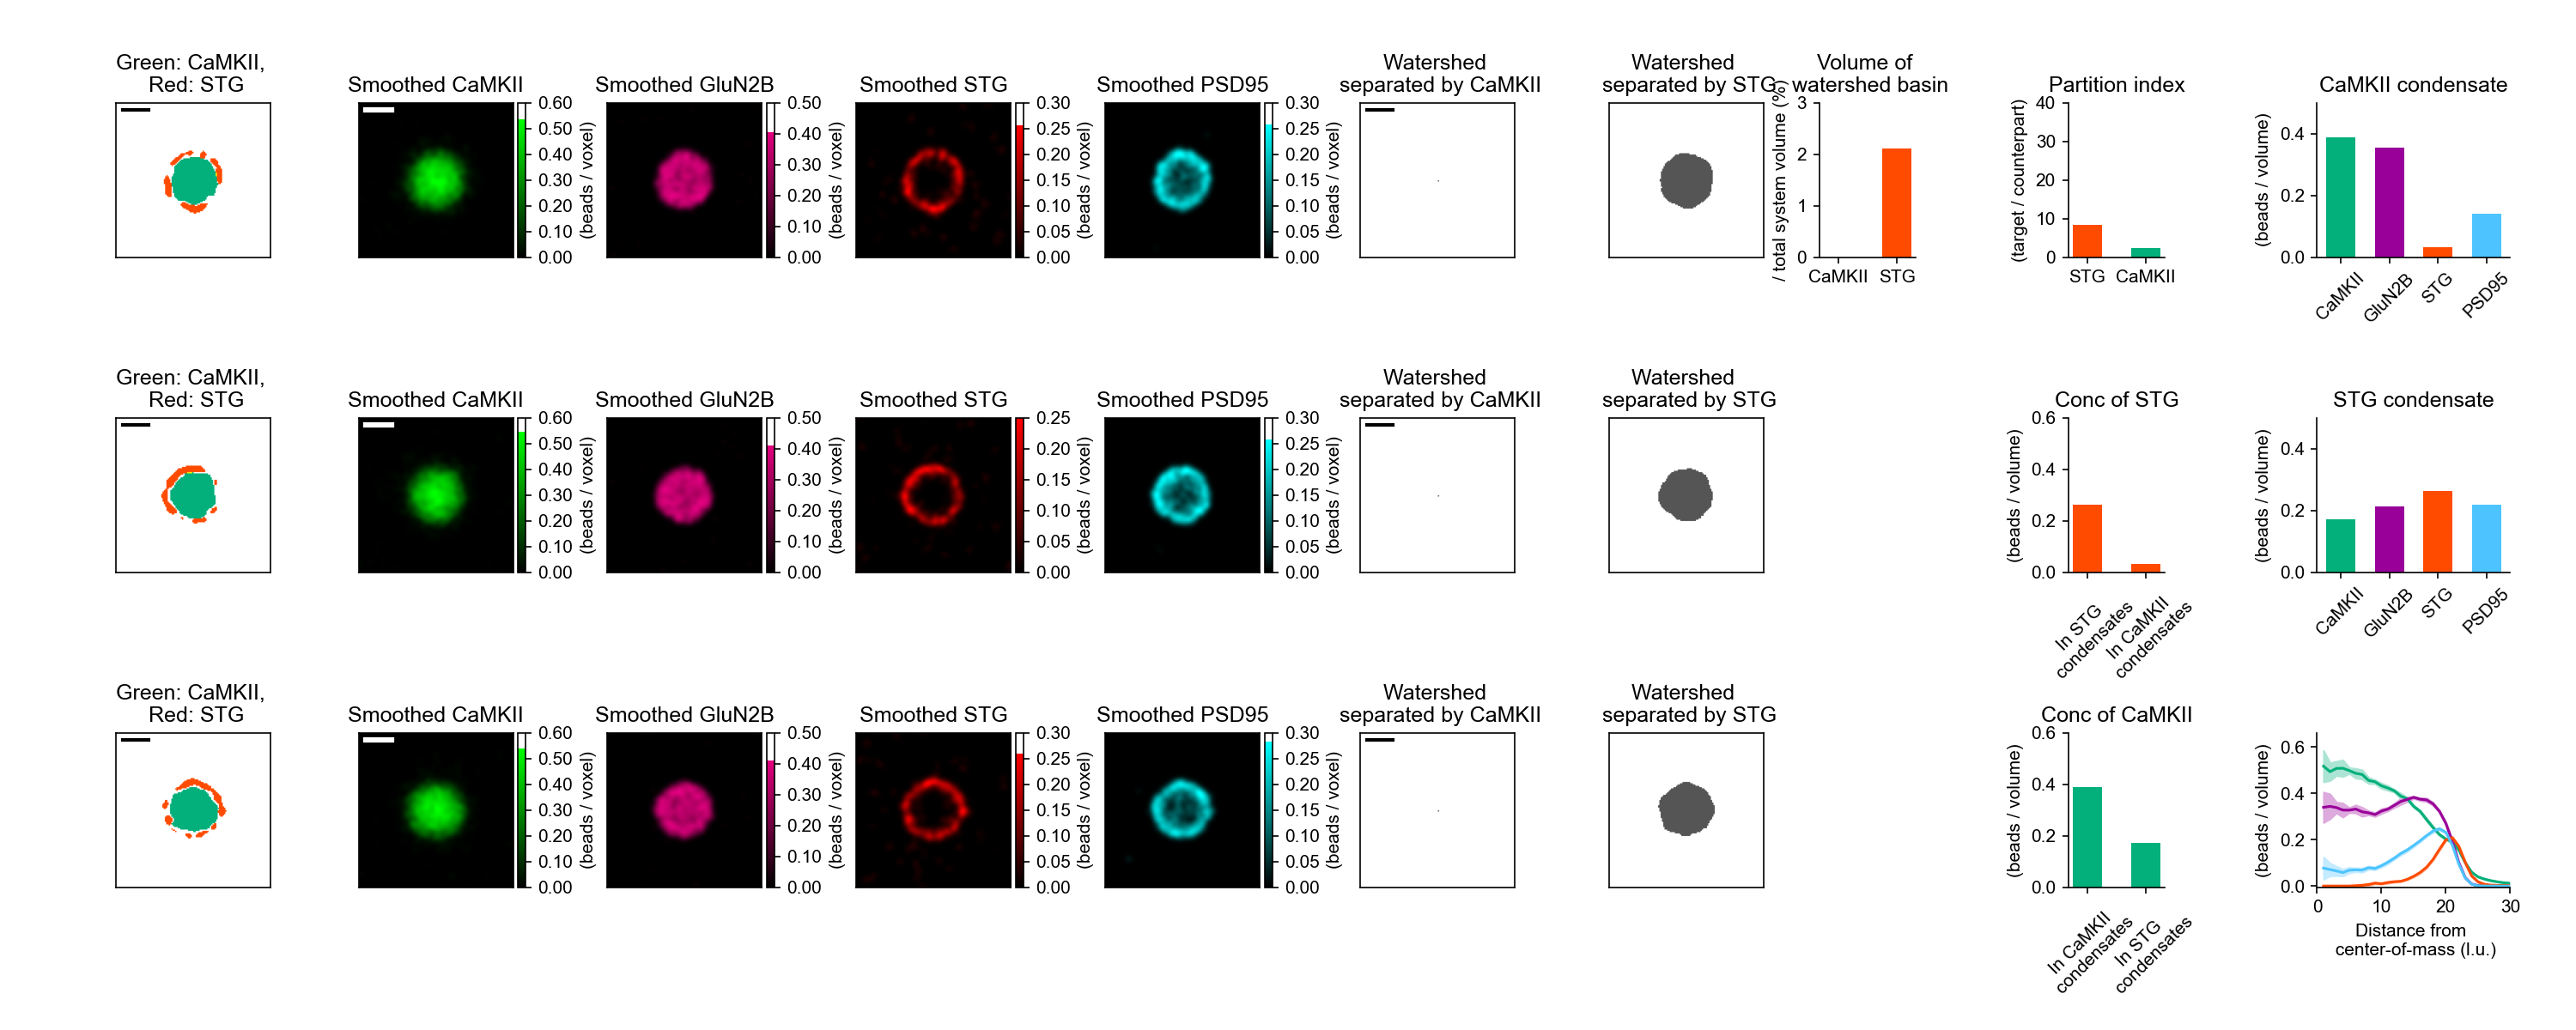 Green: CaMKII,
Red: STG
Smoothed CaMKII
0.60
0.50
0.40
0.30
0.20
0.10
0.00
(beads / voxel)
Smoothed GluN2B
0.50
0.40
0.30
0.20
0.10
0.00
(beads / voxel)
Smoothed STG
0.30
0.25
0.20
0.15
0.10
0.05
0.00
(beads / voxel)
Smoothed PSD95
0.30
0.25
0.20
0.15
0.10
0.05
0.00
(beads / voxel)
Watershed
separated by CaMKII
Watershed
separated by STG
Volume of
watershed basin
/ total system volume (%)
3
2
1
0
CaMKII STG
Partition index
(target / counterpart)
40
30
20
10
0
STG CaMKII
CaMKII condensate
(beads / volume)
0.4
0.2
0.0
CaMKII
GluN2B
STG
PSD95
Green: CaMKII,
Red: STG
Smoothed CaMKII
0.60
0.50
0.40
0.30
0.20
0.10
0.00
(beads / voxel)
Smoothed GluN2B
0.50
0.40
0.30
0.20
0.10
0.00
(beads / voxel)
Smoothed STG
0.25
0.20
0.15
0.10
0.05
0.00
(beads / voxel)
Smoothed PSD95
0.30
0.25
0.20
0.15
0.10
0.05
0.00
(beads / voxel)
Watershed
separated by CaMKII
Watershed
separated by STG
Conc of STG
(beads / volume)
0.6
0.4
0.2
0.0
In STG
condensates
In CaMKII
condensates
STG condensate
(beads / volume)
0.4
0.2
0.0
CaMKII
GluN2B
STG
PSD95
Green: CaMKII,
Red: STG
Smoothed CaMKII
0.60
0.50
0.40
0.30
0.20
0.10
0.00
(beads / voxel)
Smoothed GluN2B
0.50
0.40
0.30
0.20
0.10
0.00
(beads / voxel)
Smoothed STG
0.30
0.25
0.20
0.15
0.10
0.05
0.00
(beads / voxel)
Smoothed PSD95
0.30
0.25
0.20
0.15
0.10
0.05
0.00
(beads / voxel)
Watershed
separated by CaMKII
Watershed
separated by STG
Conc of CaMKII
(beads / volume)
0.6
0.4
0.2
0.0
In CaMKII
condensates
In STG
condensates
(beads / volume)
0.6
0.4
0.2
0.0
0 10 20 30
Distance from
center-of-mass (l.u.)